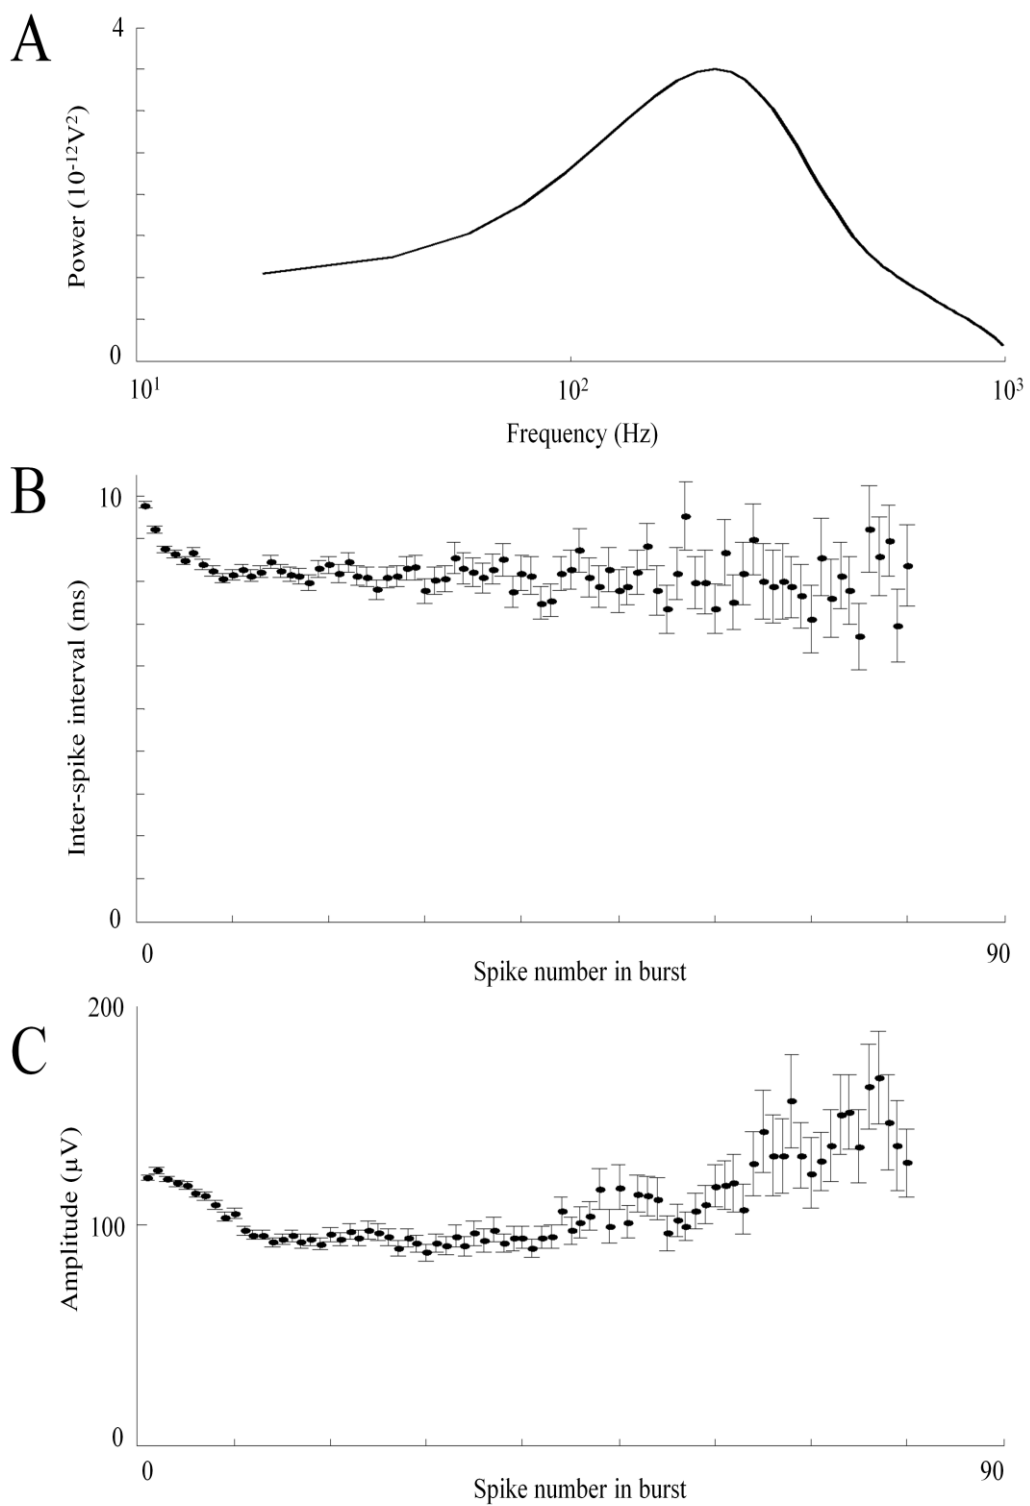 A
4
Power (10⁻¹²V²)
0
10¹ 10² 10³
Frequency (Hz)
B
10
Inter-spike interval (ms)
0
0 90
Spike number in burst
C
200
100
Amplitude (μV)
0
0 90
Spike number in burst